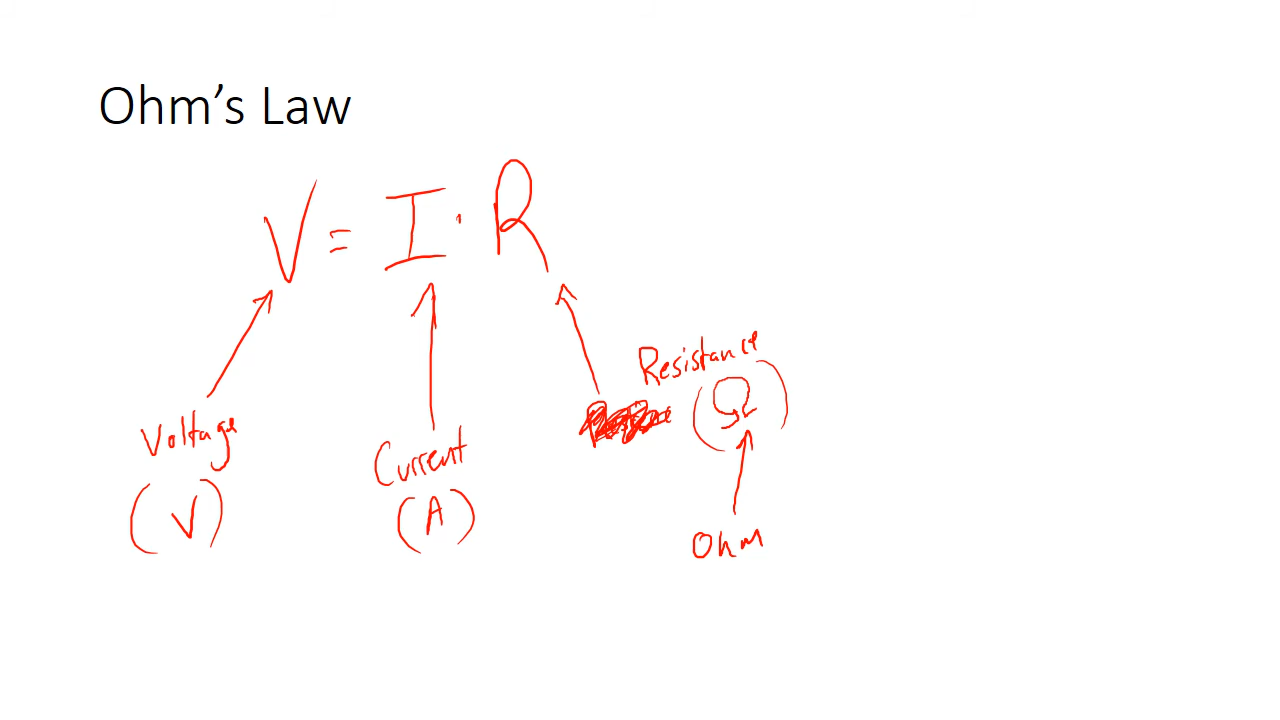 Ohm's Law
V = I · R
Resistance
(Ω)
Voltage
(V)
Current
(A)
Ohm